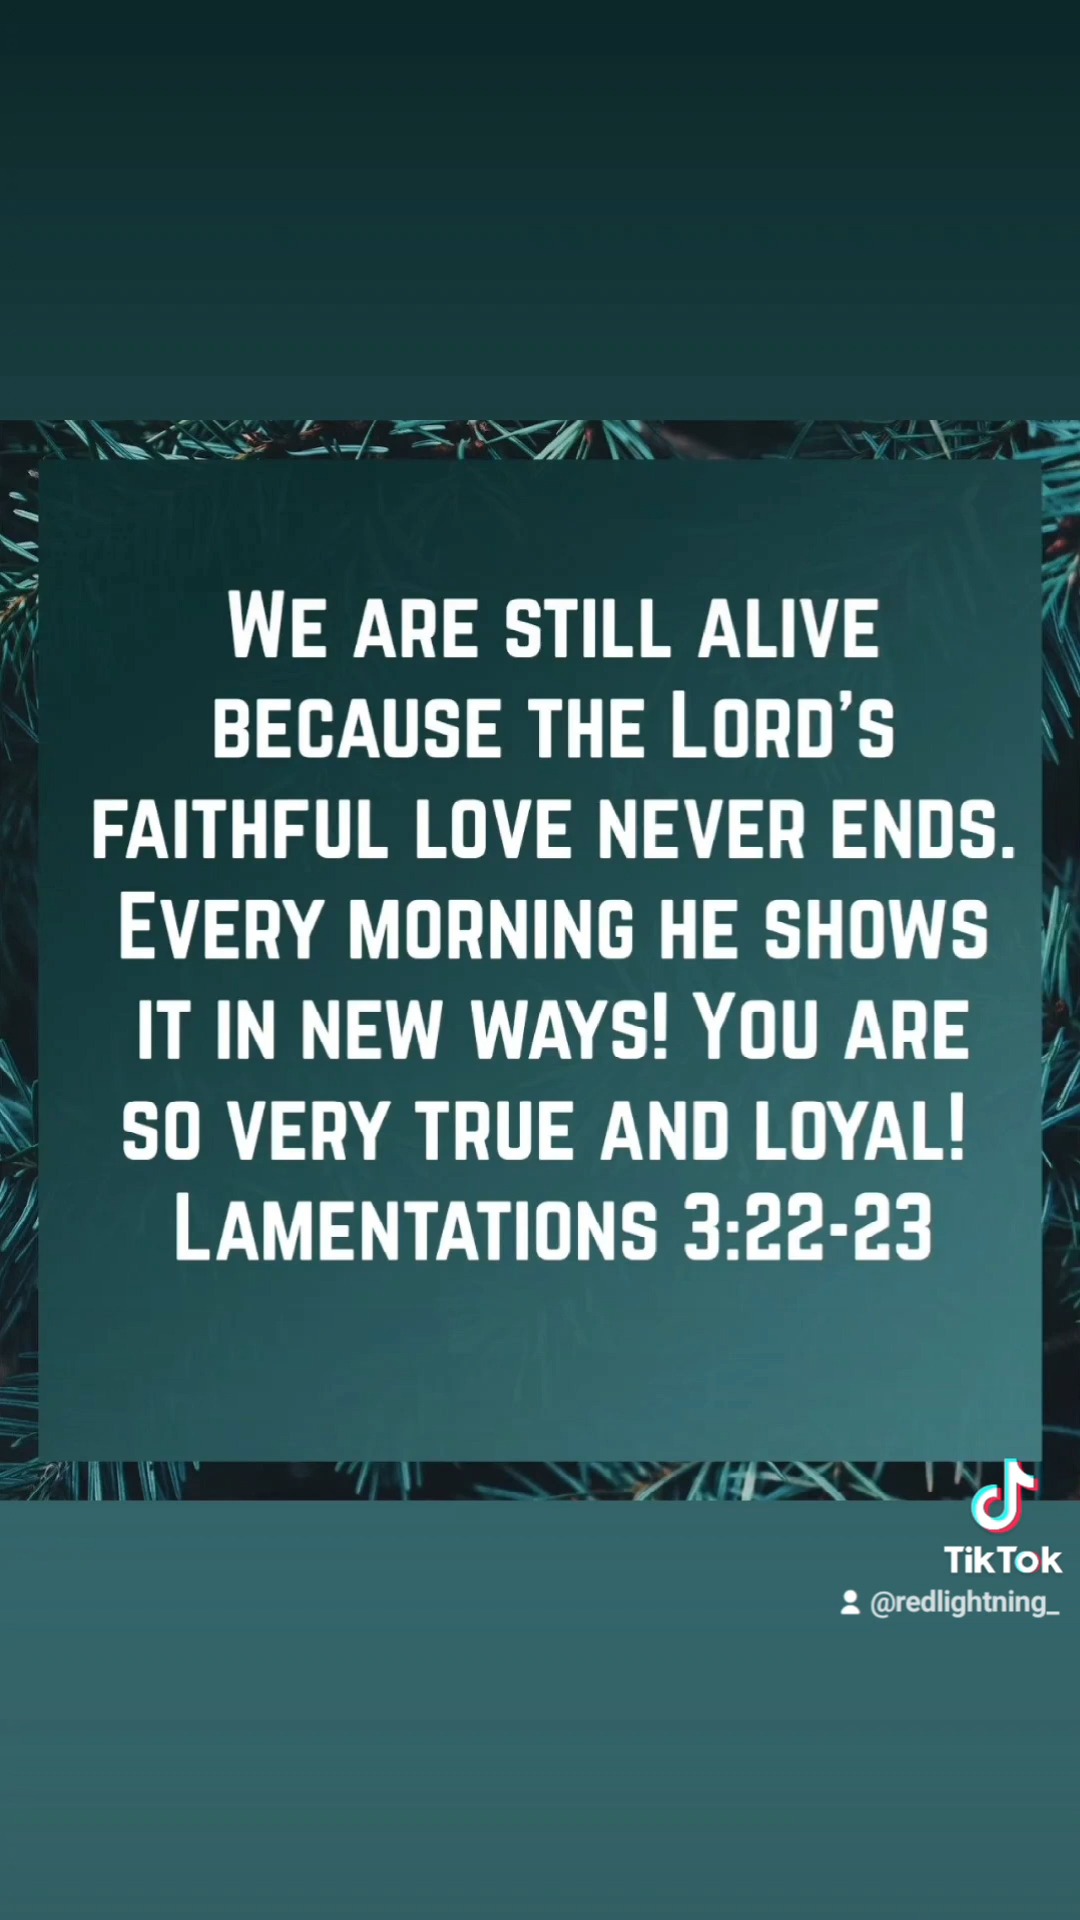 We are still alive
because the Lord's
faithful love never ends.
Every morning he shows
it in new ways! You are
so very true and loyal!
Lamentations 3:22-23
TikTok
@redlightning_